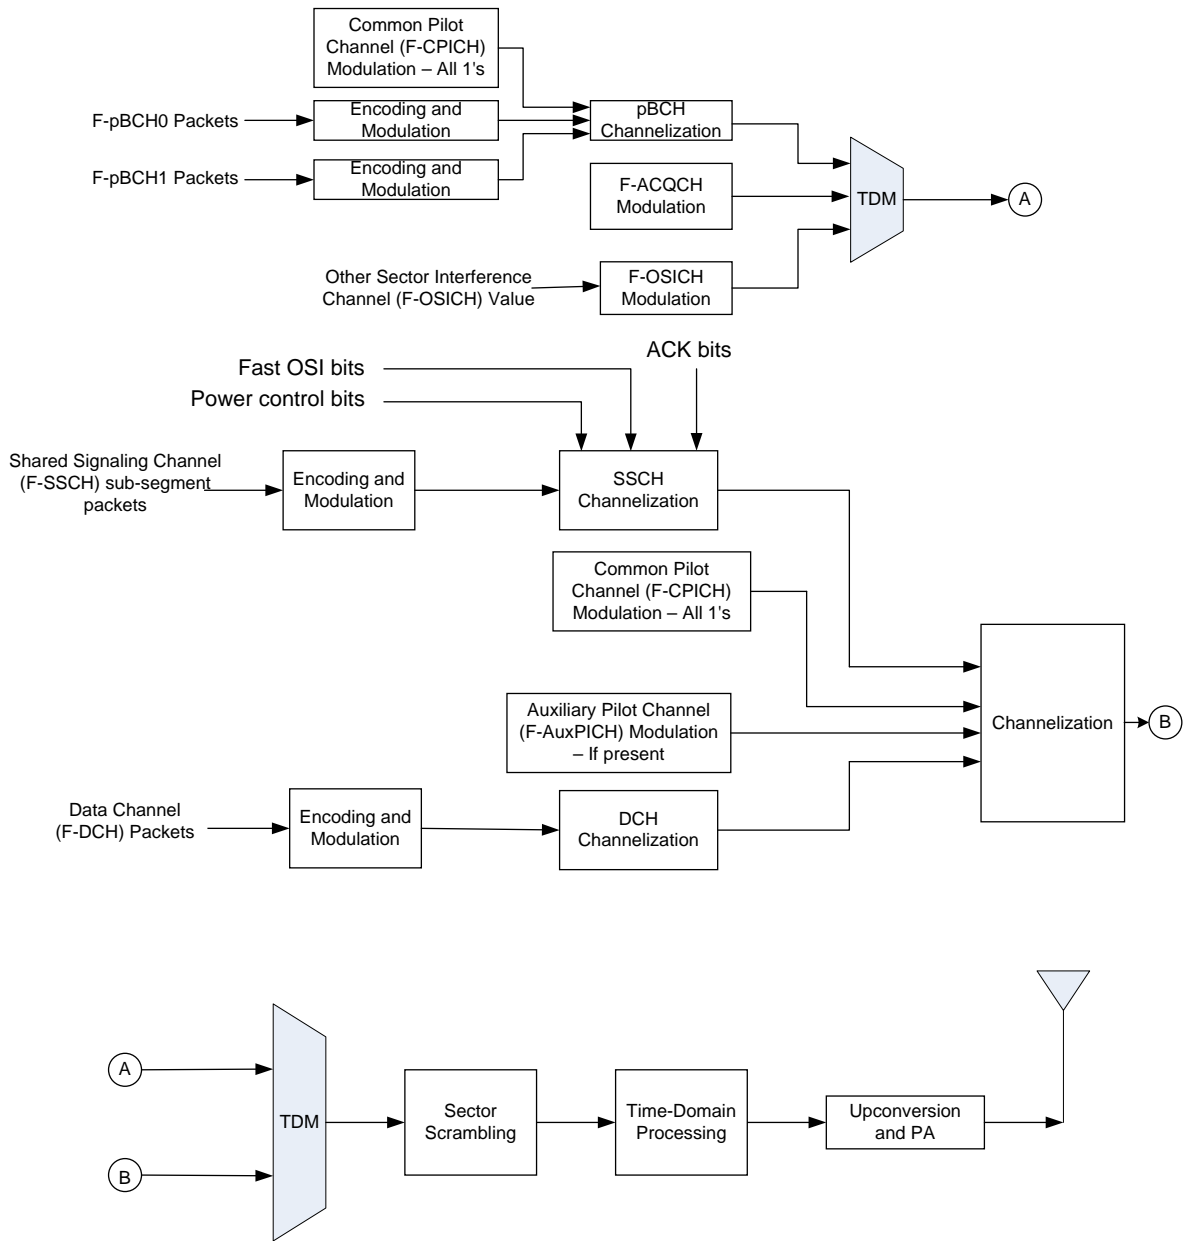 Common Pilot
Channel (F-CPICH)
Modulation – All 1's
F-pBCH0 Packets
Encoding and
Modulation
pBCH
Channelization
F-pBCH1 Packets
Encoding and
Modulation
F-ACQCH
Modulation
TDM
A
Other Sector Interference
Channel (F-OSICH) Value
F-OSICH
Modulation
ACK bits
Fast OSI bits
Power control bits
Shared Signaling Channel
(F-SSCH) sub-segment
packets
Encoding and
Modulation
SSCH
Channelization
Common Pilot
Channel (F-CPICH)
Modulation – All 1's
Auxiliary Pilot Channel
(F-AuxPICH) Modulation
– If present
Channelization
B
Data Channel
(F-DCH) Packets
Encoding and
Modulation
DCH
Channelization
A
B
TDM
Sector
Scrambling
Time-Domain
Processing
Upconversion
and PA